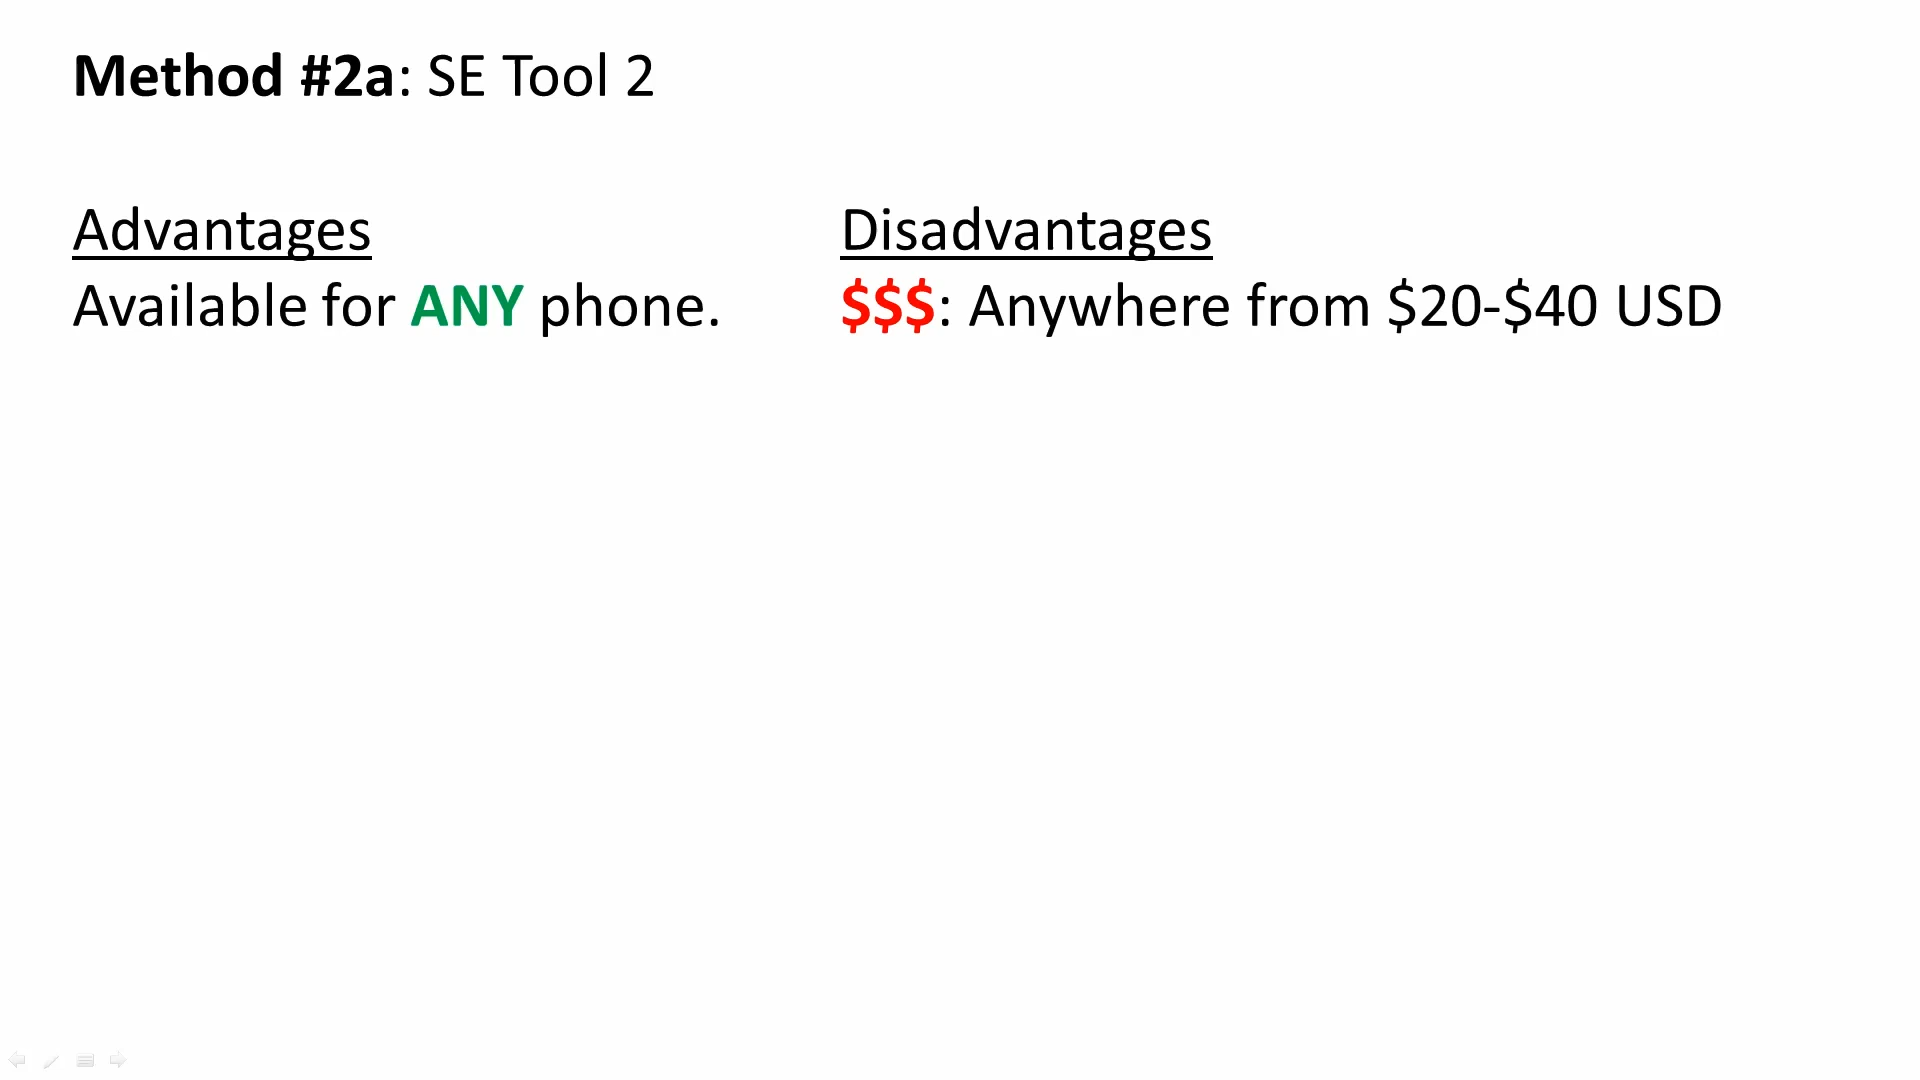 Method #2a: SE Tool 2
Advantages
Available for ANY phone.
Disadvantages
$$$: Anywhere from $20-$40 USD